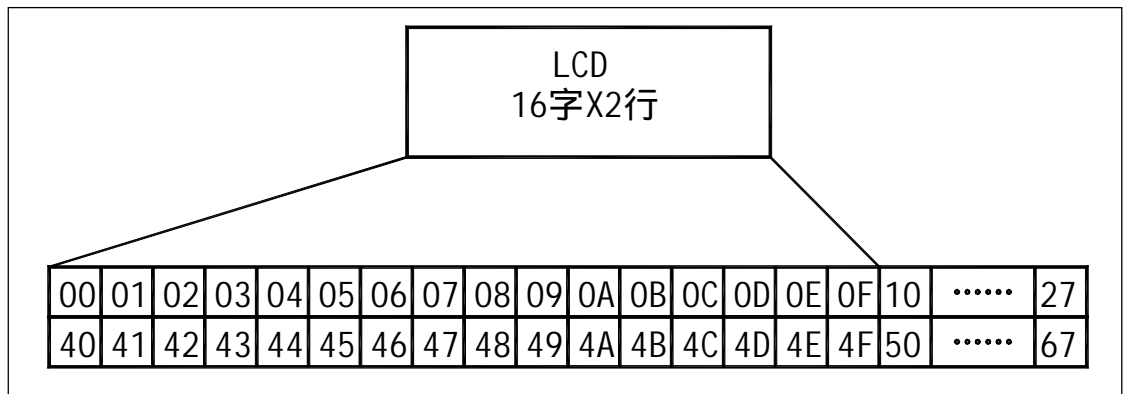 LCD
16字X2行
00 01 02 03 04 05 06 07 08 09 0A 0B 0C 0D 0E 0F 10 ······ 27
40 41 42 43 44 45 46 47 48 49 4A 4B 4C 4D 4E 4F 50 ······ 67